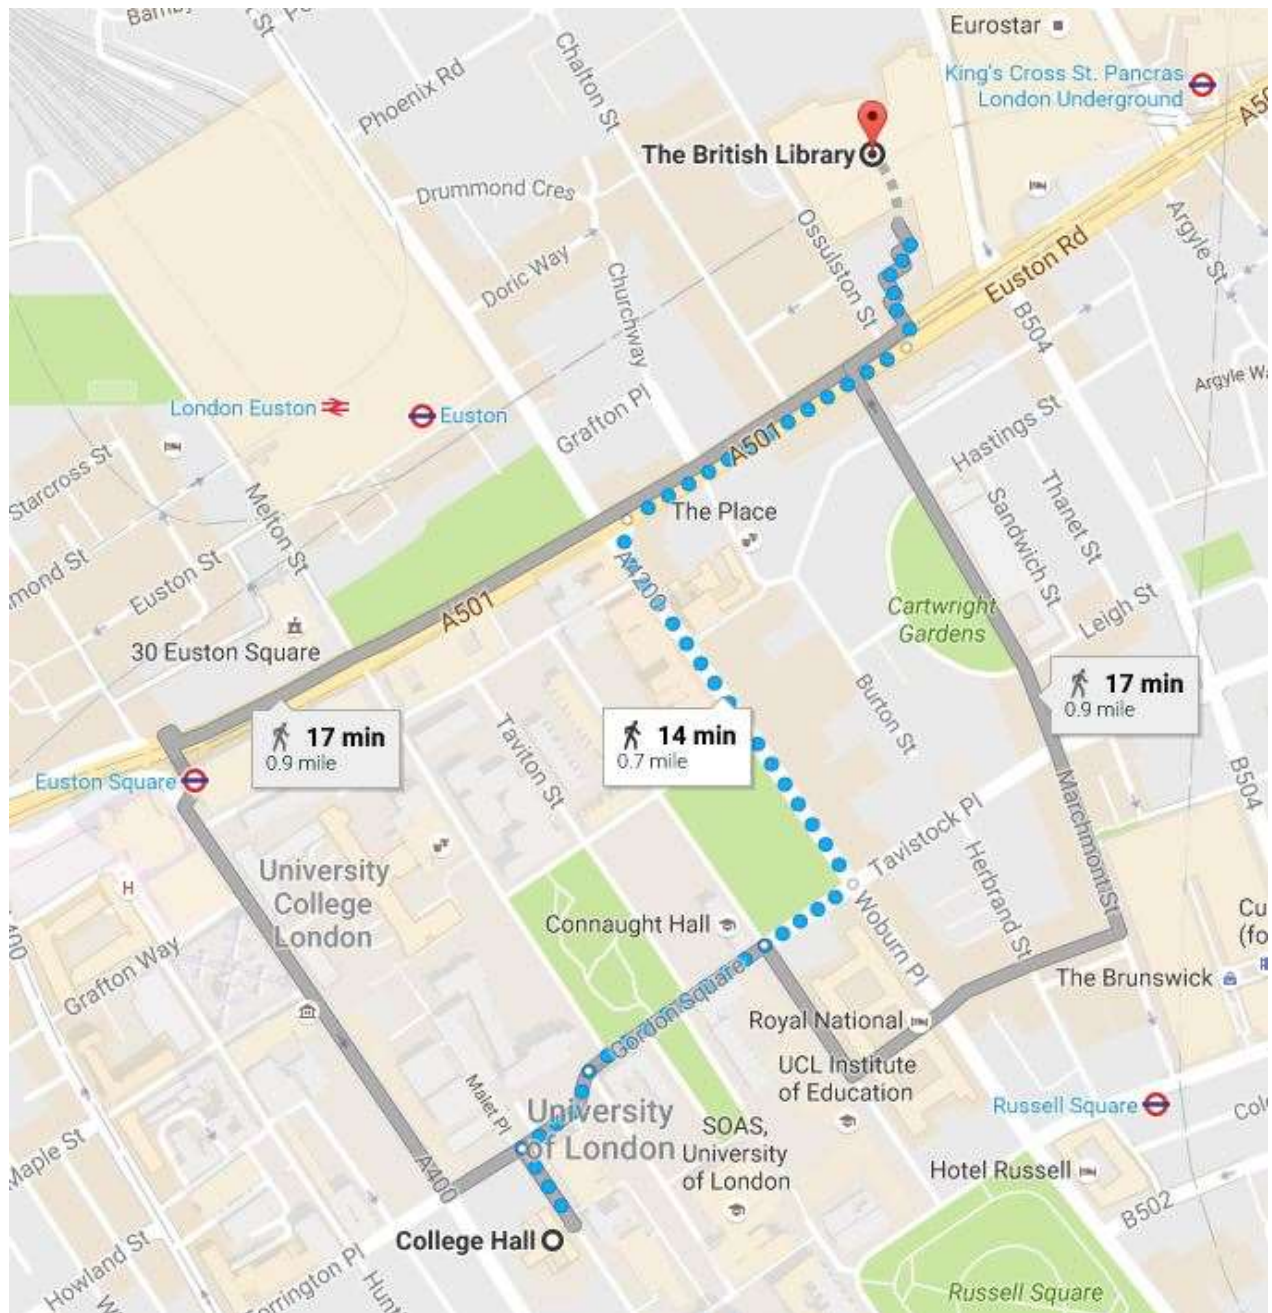 Eurostar
King's Cross St. Pancras
London Underground
Phoenix Rd
Chalton St
The British Library
Drummond Cres
Ossulston St
Argyle St
Doric Way
Churchway
Euston Rd
B504
London Euston
Euston
Grafton Pl
A501
Hastings St
Starcross St
Melton St
The Place
Thanet St
Sandwich St
Euston St
A4200
Cartwright
Gardens
Leigh St
A501
30 Euston Square
17 min
0.9 mile
17 min
0.9 mile
14 min
0.7 mile
Burton St
Taviton St
Euston Square
B504
Marchmont St
Tavistock Pl
Herbrand St
H
University
College
London
Connaught Hall
Woburn Pl
Grafton Way
The Brunswick
Gordon Square
Royal National
UCL Institute
of Education
Malet Pl
University
of London
SOAS,
University
of London
Russell Square
Maple St
A400
Hotel Russell
B502
College Hall
Howland St
Russell Square